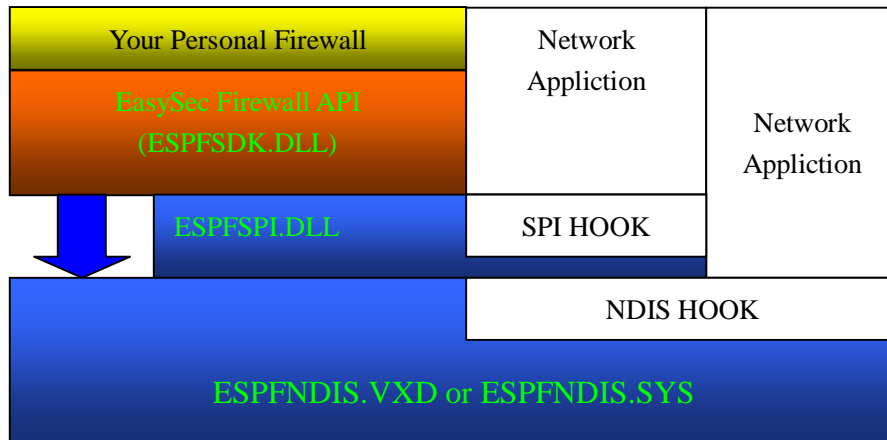 Your Personal Firewall
EasySec Firewall API
(ESPFSDK.DLL)
Network
Appliction
Network
Appliction
ESPFSPI.DLL
SPI HOOK
NDIS HOOK
ESPFNDIS.VXD or ESPFNDIS.SYS